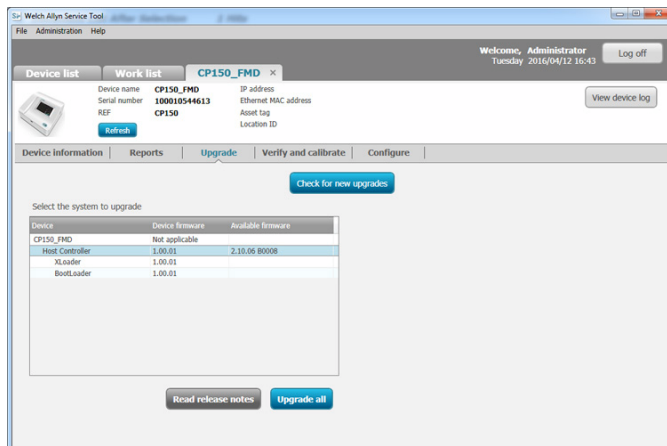 Welch Allyn Service Tool
File Administration Help
Welcome, Administrator
Tuesday 2016/04/12 16:43
Log off
Device list Work list CP150_FMD ×
Device name CP150_FMD IP address
Serial number 100010544613 Ethernet MAC address
REF CP150 Asset tag
Location ID
Refresh
View device log
Device information Reports Upgrade Verify and calibrate Configure
Check for new upgrades
Select the system to upgrade
Device Device firmware Available firmware
CP150_FMD Not applicable
Host Controller 1.00.01 2.10.06 B0008
XLoader 1.00.01
BootLoader 1.00.01
Read release notes Upgrade all